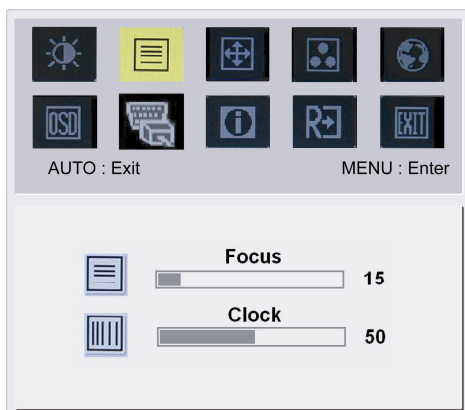 OSD
i
R
EXIT
AUTO : Exit
MENU : Enter
Focus
15
Clock
50